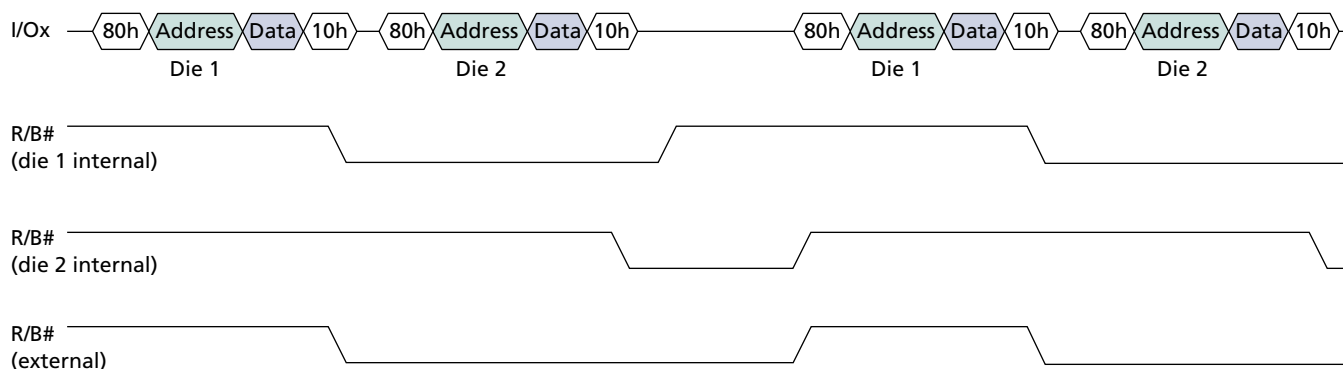 I/Ox 80h Address Data 10h 80h Address Data 10h 80h Address Data 10h 80h Address Data 10h
Die 1 Die 2 Die 1 Die 2
R/B#
(die 1 internal)
R/B#
(die 2 internal)
R/B#
(external)